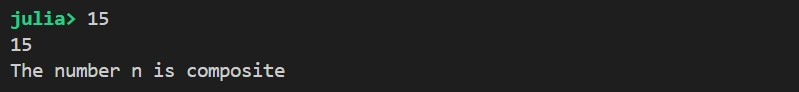 julia> 15
15
The number n is composite